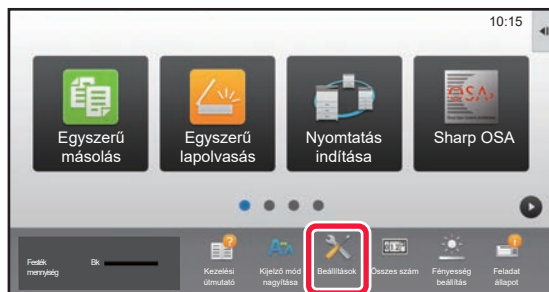 10:15
Egyszerű
másolás
Egyszerű
lapolvasás
Nyomtatás
indítása
Sharp OSA
Festék
mennyiség
Bk
Kezelési
útmutató
Kijelző mód
nagyítása
Beállítások
Összes szám
Fényesség
beállítás
Feladat
állapot